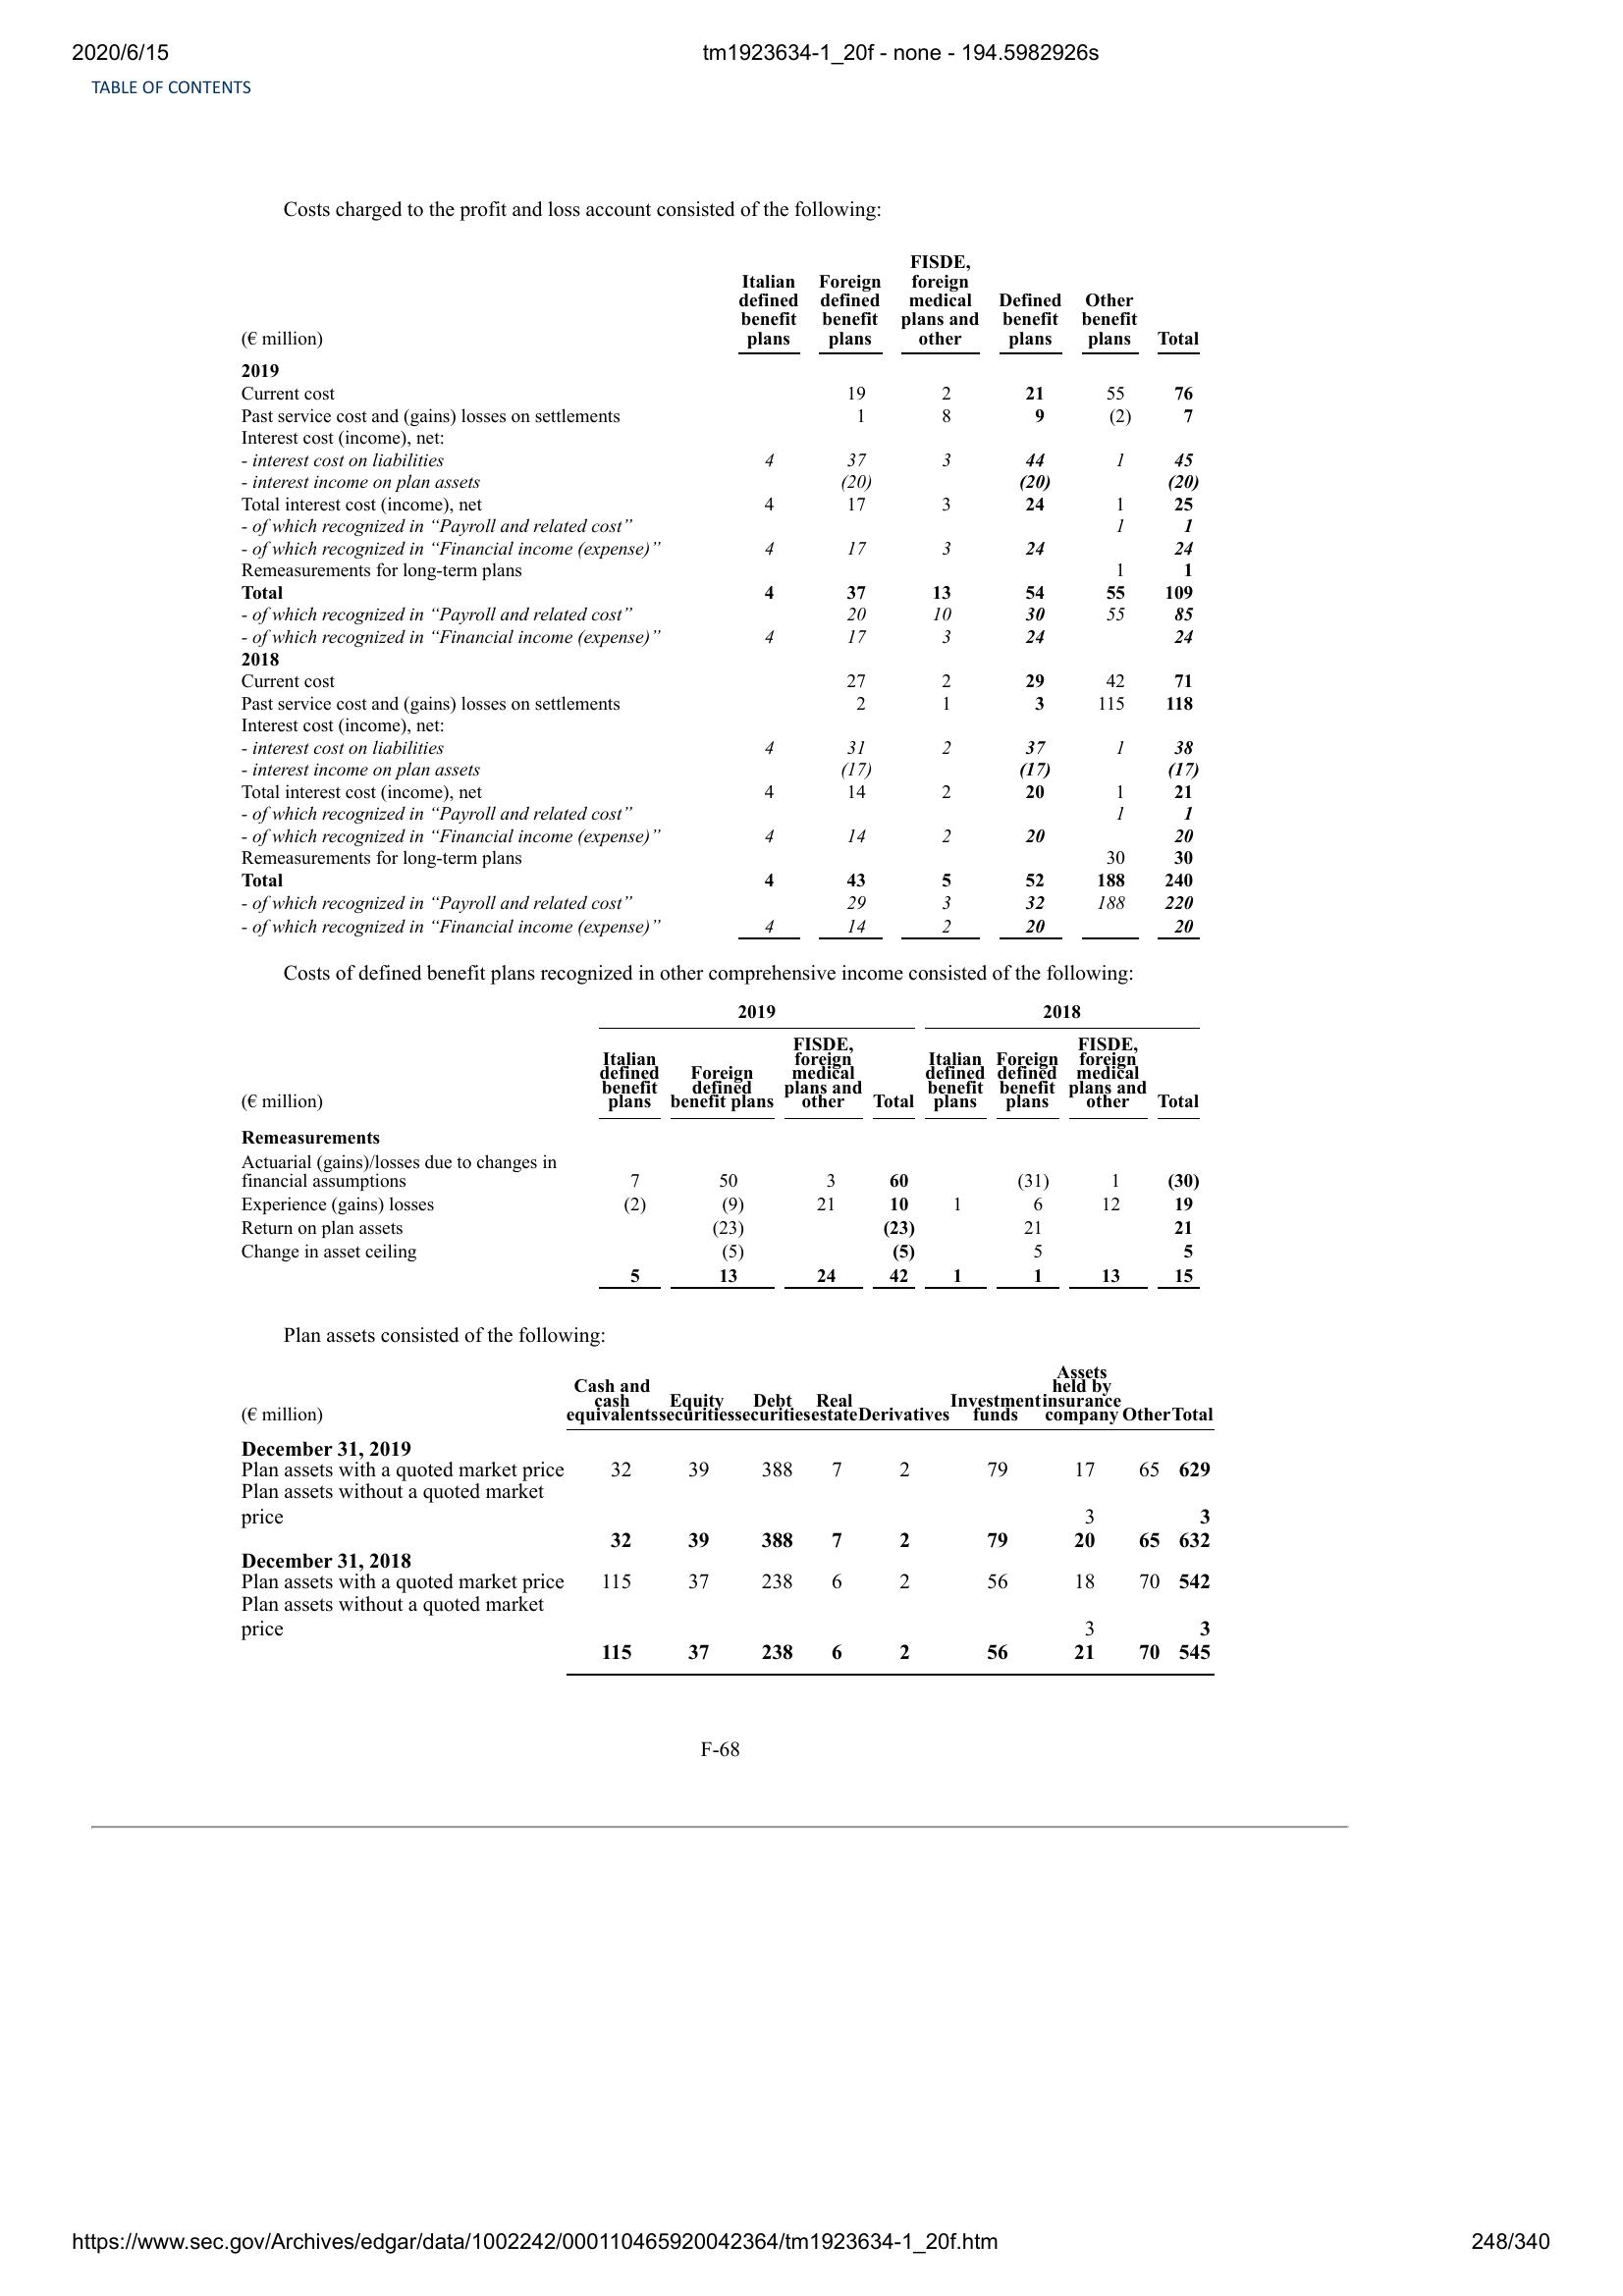 2020/6/15 tm1923634-1_20f - none - 194.5982926s
TABLE OF CONTENTS
Costs charged to the profit and loss account consisted of the following:
(€ million) Italian defined benefit plans Foreign defined benefit plans FISDE, foreign medical plans and other Defined benefit plans Other benefit plans Total
2019
Current cost 19 2 21 55 76
Past service cost and (gains) losses on settlements 1 8 9 (2) 7
Interest cost (income), net:
- interest cost on liabilities 4 37 3 44 1 45
- interest income on plan assets (20) (20) (20)
Total interest cost (income), net 4 17 3 24 1 25
- of which recognized in “Payroll and related cost” 1 1
- of which recognized in “Financial income (expense)” 4 17 3 24 24
Remeasurements for long-term plans 1 1
Total 4 37 13 54 55 109
- of which recognized in “Payroll and related cost” 20 10 30 55 85
- of which recognized in “Financial income (expense)” 4 17 3 24 24
2018
Current cost 27 2 29 42 71
Past service cost and (gains) losses on settlements 2 1 3 115 118
Interest cost (income), net:
- interest cost on liabilities 4 31 2 37 1 38
- interest income on plan assets (17) (17) (17)
Total interest cost (income), net 4 14 2 20 1 21
- of which recognized in “Payroll and related cost” 1 1
- of which recognized in “Financial income (expense)” 4 14 2 20 20
Remeasurements for long-term plans 30 30
Total 4 43 5 52 188 240
- of which recognized in “Payroll and related cost” 29 3 32 188 220
- of which recognized in “Financial income (expense)” 4 14 2 20 20
Costs of defined benefit plans recognized in other comprehensive income consisted of the following:
2019 2018
(€ million) Italian defined benefit plans Foreign defined benefit plans FISDE, foreign medical plans and other Total Italian defined benefit plans Foreign defined benefit plans FISDE, foreign medical plans and other Total
Remeasurements
Actuarial (gains)/losses due to changes in
financial assumptions 7 50 3 60 (31) 1 (30)
Experience (gains) losses (2) (9) 21 10 1 6 12 19
Return on plan assets (23) (23) 21 21
Change in asset ceiling (5) (5) 5 5
5 13 24 42 1 1 13 15
Plan assets consisted of the following:
(€ million) Cash and cash equivalents Equity securities Debt securities Real estate Derivatives Investment funds Assets held by insurance company Other Total
December 31, 2019
Plan assets with a quoted market price 32 39 388 7 2 79 17 65 629
Plan assets without a quoted market
price 3 3
32 39 388 7 2 79 20 65 632
December 31, 2018
Plan assets with a quoted market price 115 37 238 6 2 56 18 70 542
Plan assets without a quoted market
price 3 3
115 37 238 6 2 56 21 70 545
F-68
https://www.sec.gov/Archives/edgar/data/1002242/000110465920042364/tm1923634-1_20f.htm 248/340